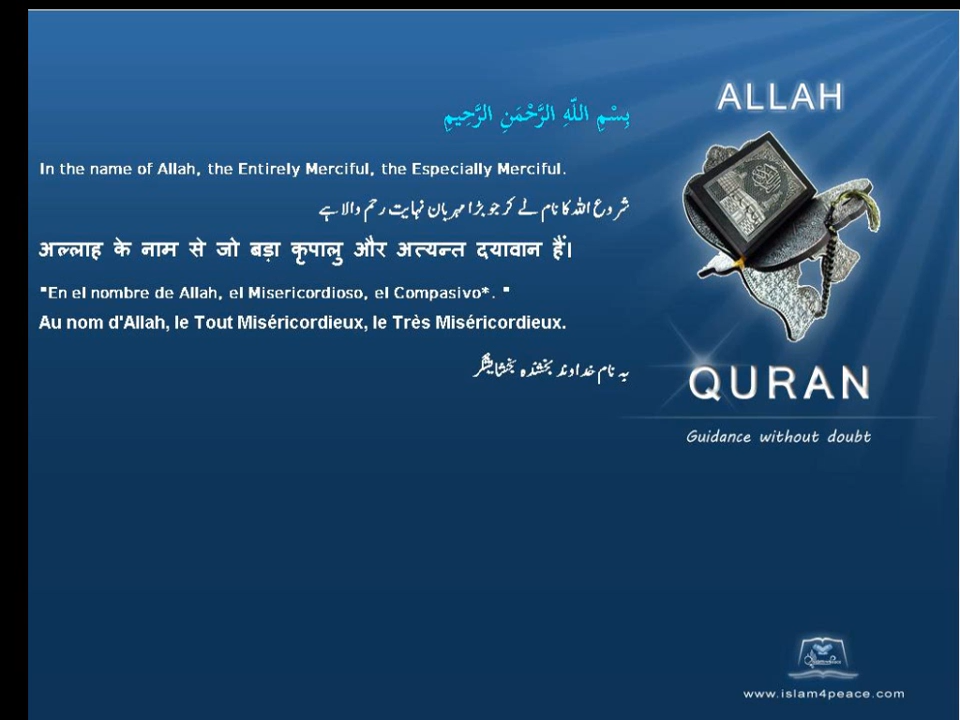 بِسْمِ اللَّهِ الرَّحْمَنِ الرَّحِيمِ
In the name of Allah, the Entirely Merciful, the Especially Merciful.
شروع الله کا نام لے کر جو بڑا مہربان نہایت رحم والا ہے
अल्लाह के नाम से जो बड़ा कृपालु और अत्यन्त दयावान हैं।
"En el nombre de Allah, el Misericordioso, el Compasivo*. "
Au nom d'Allah, le Tout Miséricordieux, le Très Miséricordieux.
به نام خداوند بخشنده بخشایشگر
ALLAH
QURAN
Guidance without doubt
www.islam4peace.com